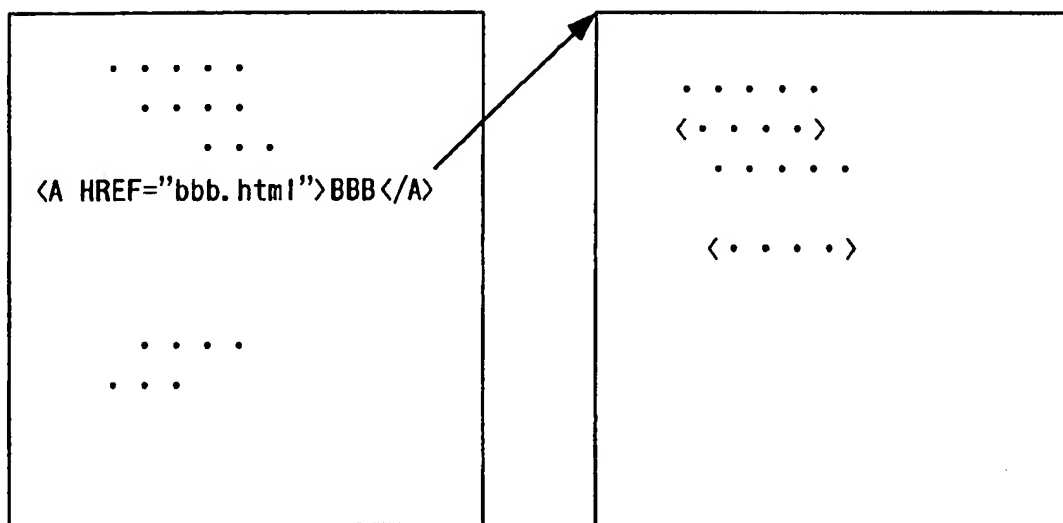 • • • • •
• • • •
• • •
<A HREF="bbb.html">BBB</A>
• • • •
• • •
• • • • •
<• • • •>
• • • • •
<• • • •>